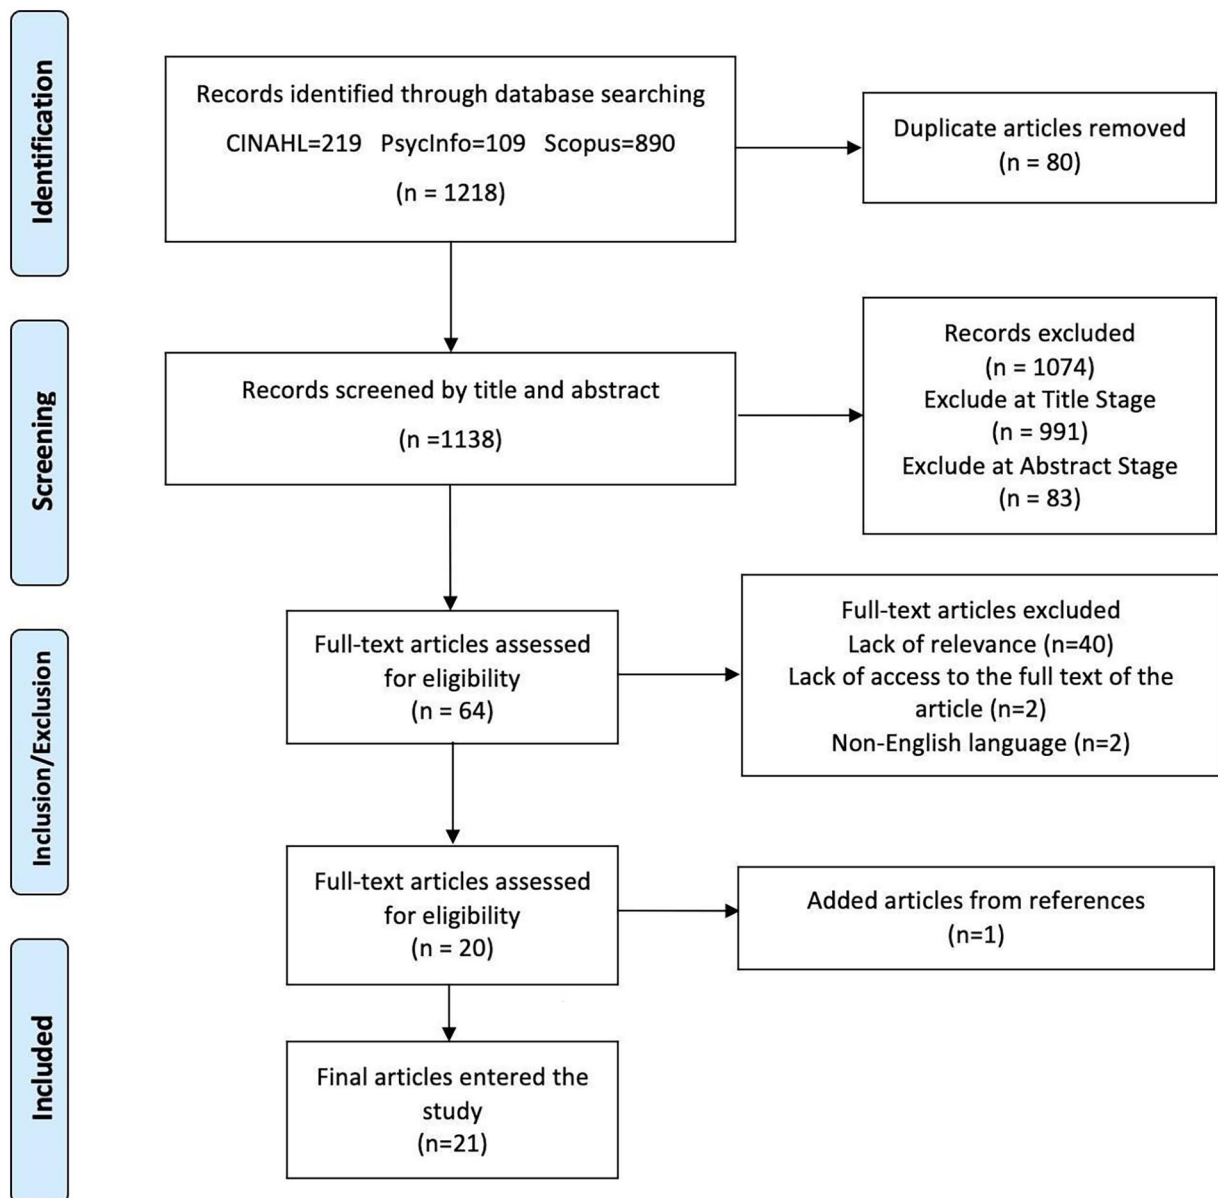 Identification
Records identified through database searching
CINAHL=219 PsycInfo=109 Scopus=890
(n = 1218)
Duplicate articles removed
(n = 80)
Screening
Records screened by title and abstract
(n =1138)
Records excluded
(n = 1074)
Exclude at Title Stage
(n = 991)
Exclude at Abstract Stage
(n = 83)
Inclusion/Exclusion
Full-text articles assessed
for eligibility
(n = 64)
Full-text articles excluded
Lack of relevance (n=40)
Lack of access to the full text of the
article (n=2)
Non-English language (n=2)
Full-text articles assessed
for eligibility
(n = 20)
Added articles from references
(n=1)
Included
Final articles entered the
study
(n=21)